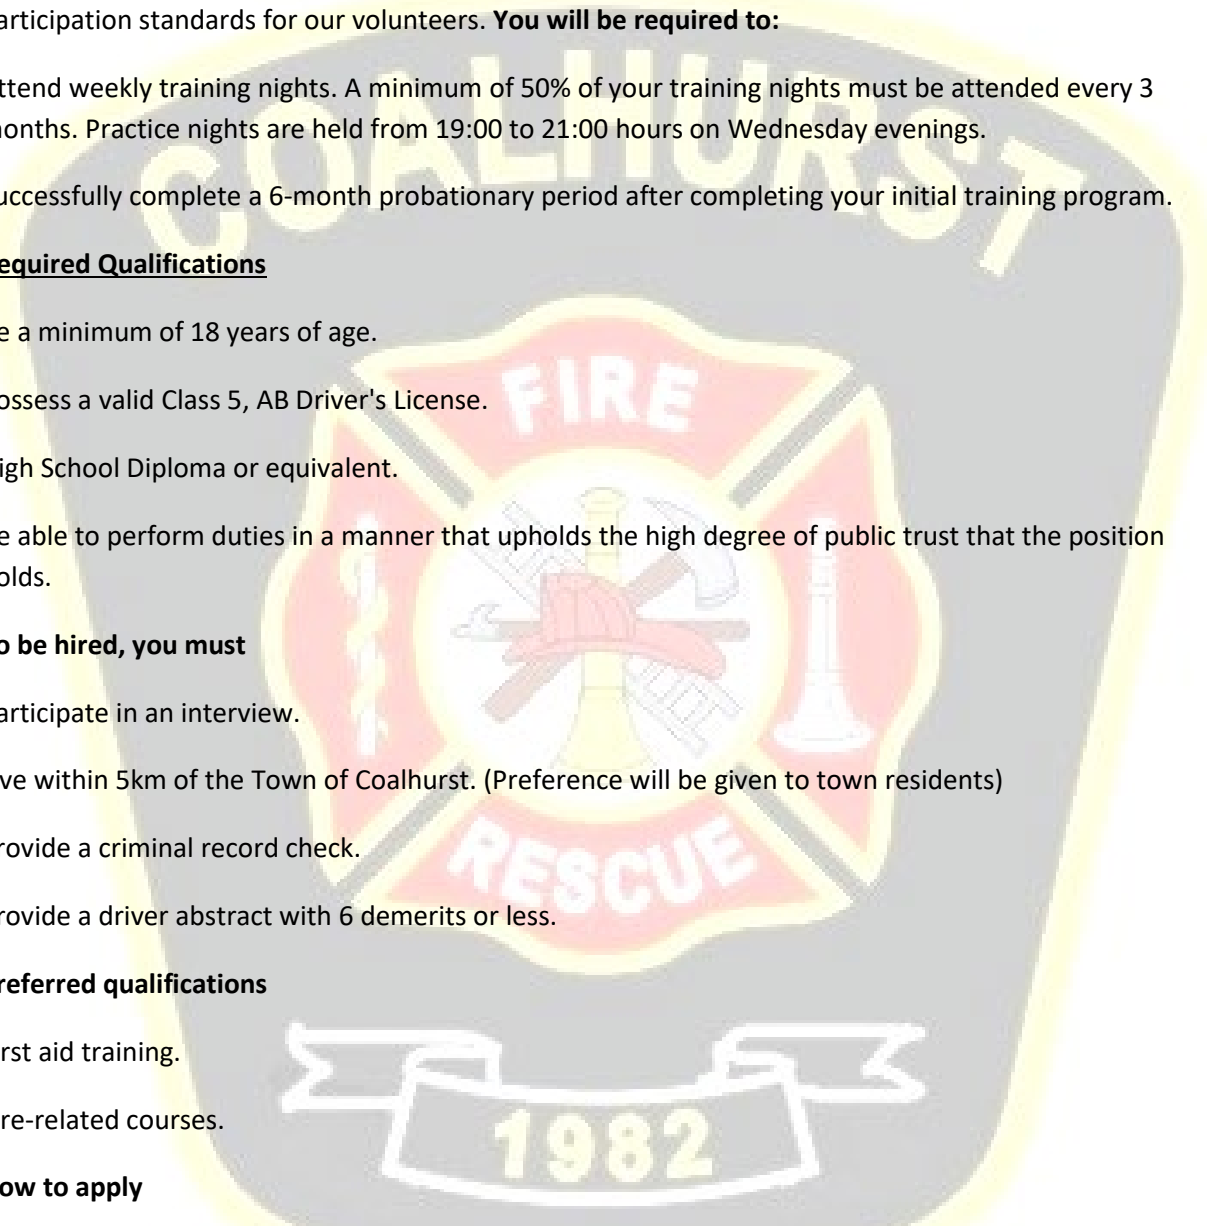 articipation standards for our volunteers. You will be required to:
ttend weekly training nights. A minimum of 50% of your training nights must be attended every 3
onths. Practice nights are held from 19:00 to 21:00 hours on Wednesday evenings.
uccessfully complete a 6-month probationary period after completing your initial training program.
equired Qualifications
e a minimum of 18 years of age.
ossess a valid Class 5, AB Driver's License.
igh School Diploma or equivalent.
e able to perform duties in a manner that upholds the high degree of public trust that the position
olds.
o be hired, you must
articipate in an interview.
ve within 5km of the Town of Coalhurst. (Preference will be given to town residents)
rovide a criminal record check.
rovide a driver abstract with 6 demerits or less.
referred qualifications
rst aid training.
re-related courses.
ow to apply
COALHURST
FIRE
RESCUE
1982